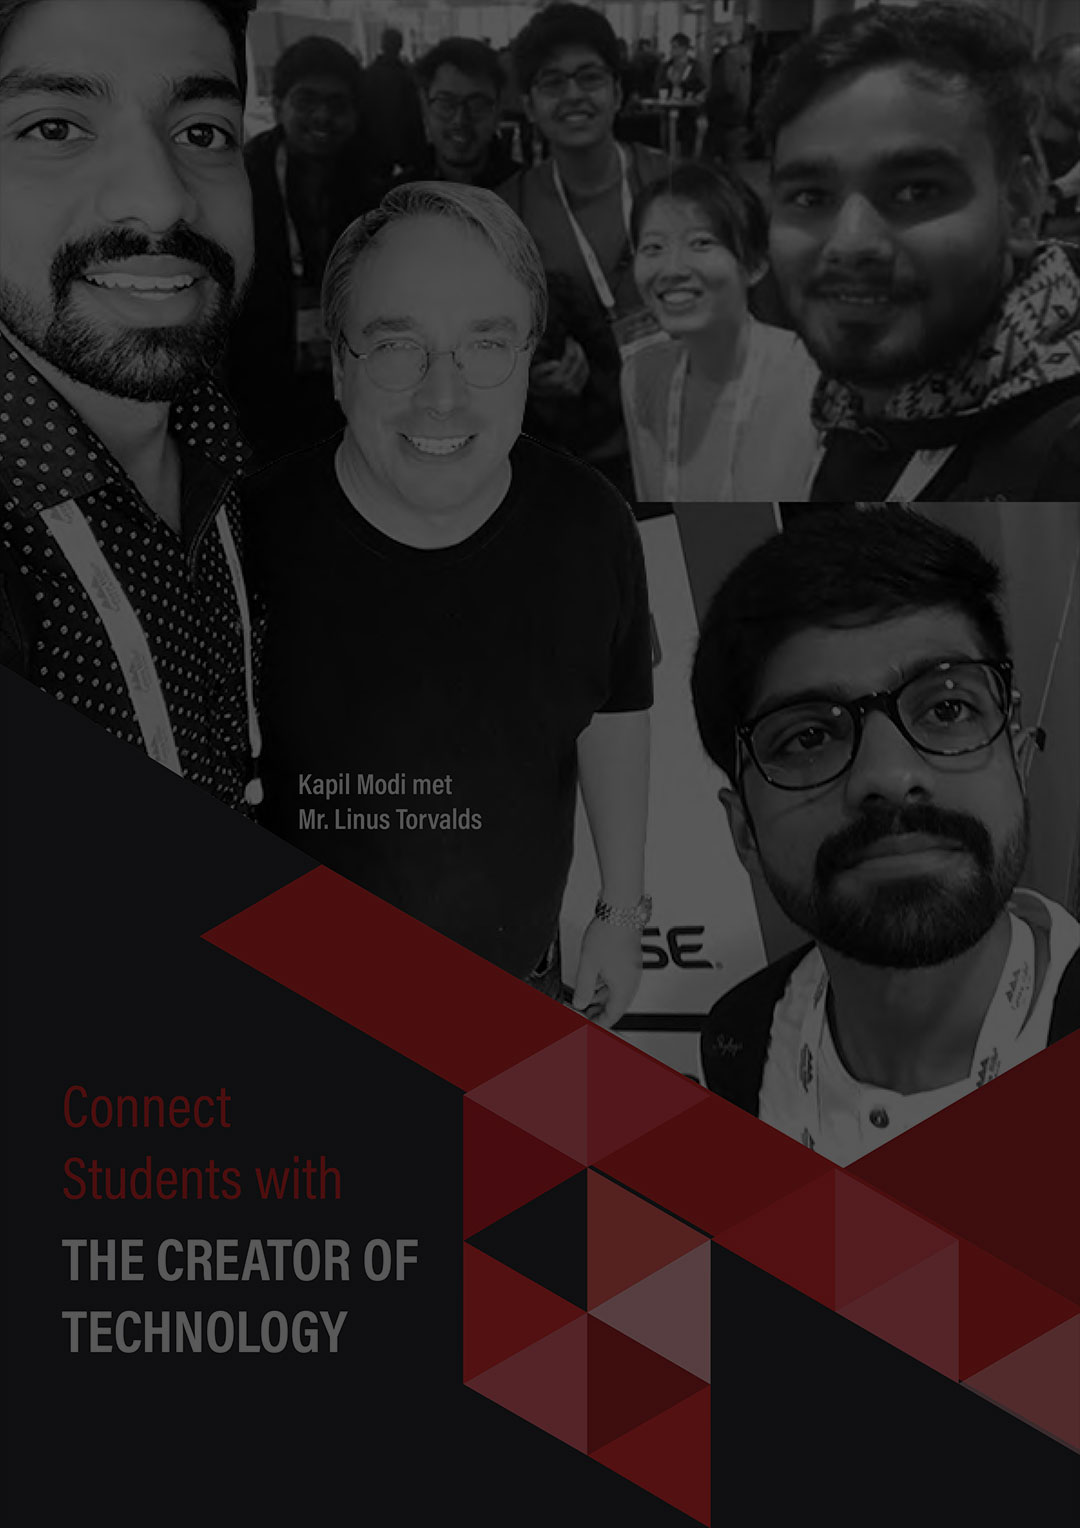 Kapil Modi met
Mr. Linus Torvalds
SE
Connect
Students with
THE CREATOR OF
TECHNOLOGY